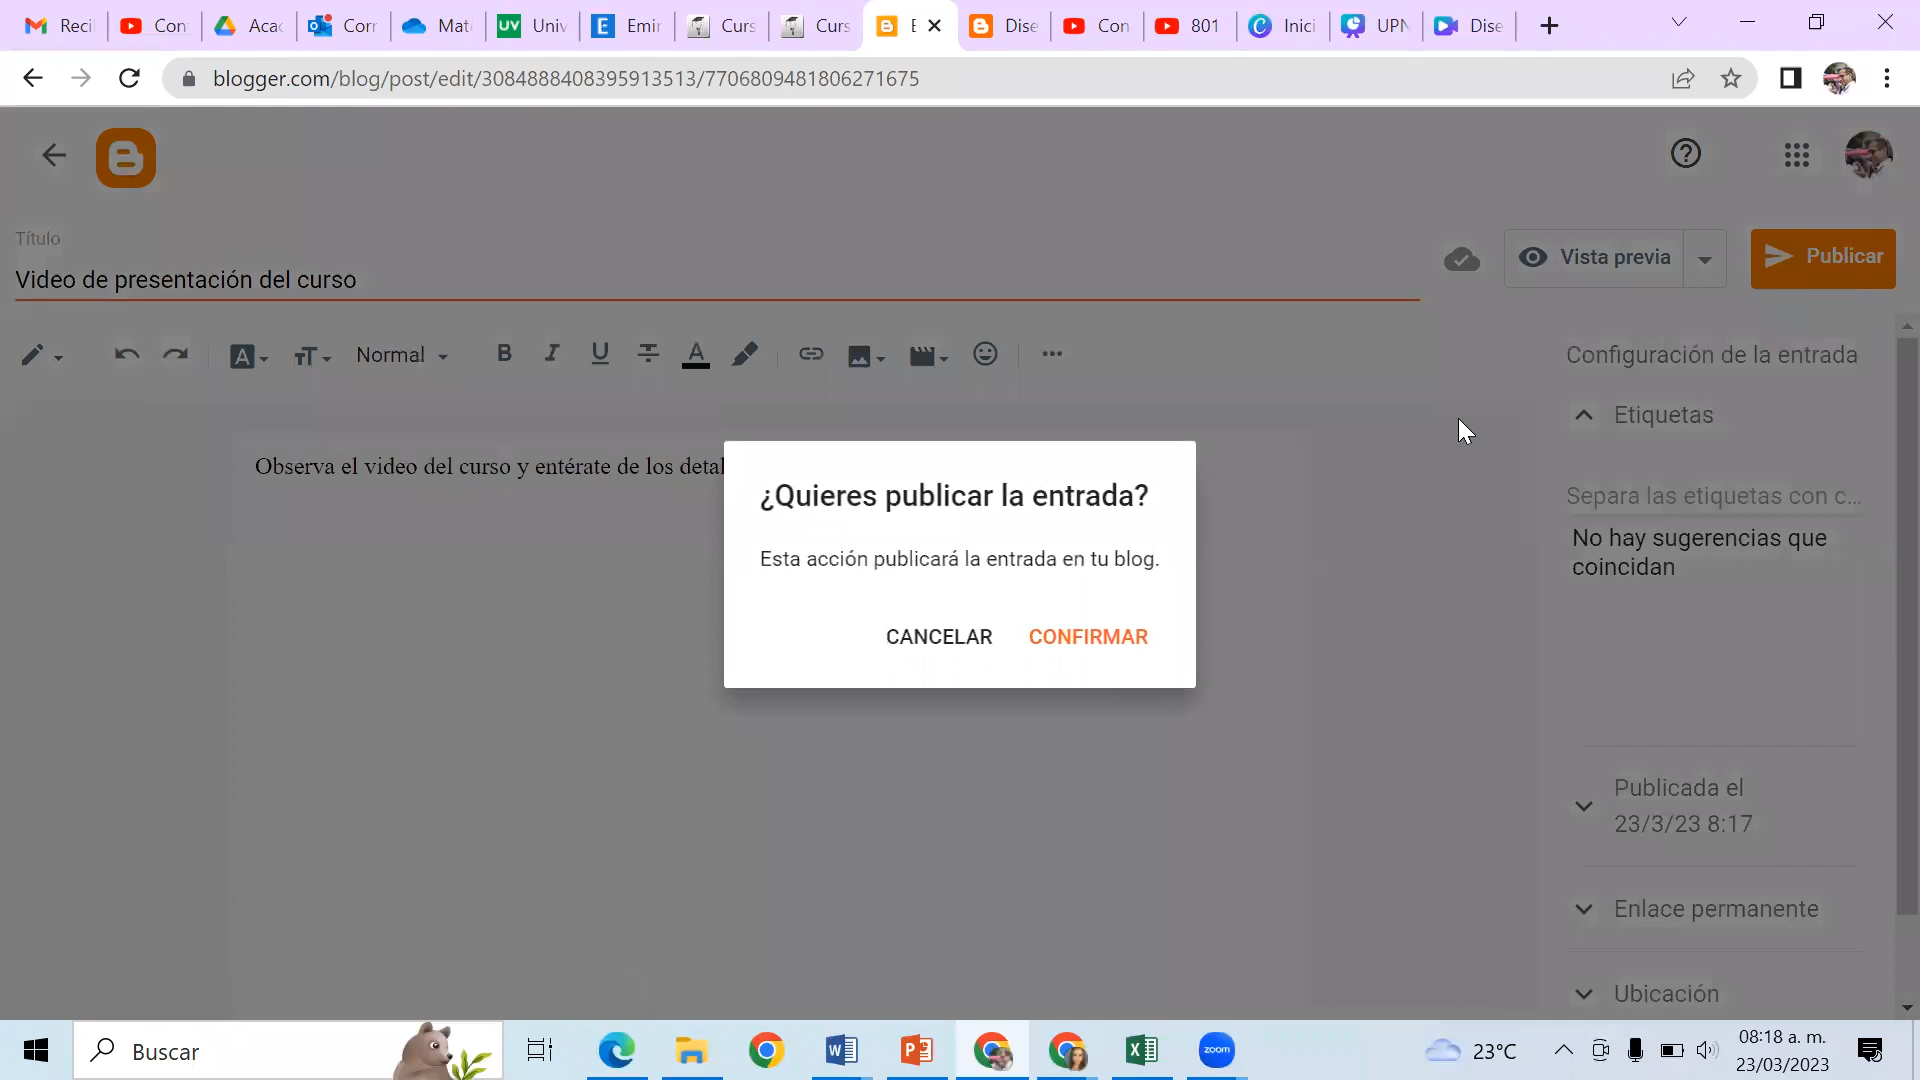 Reci
Con
Aca
Corr
Mat
UV Univ
E Emir
Curs
Curs
E
Dise
Con
801
Inici
UPN
Dise
blogger.com/blog/post/edit/3084888408395913513/7706809481806271675
Título
Video de presentación del curso
Vista previa
Publicar
Normal
Configuración de la entrada
Etiquetas
Separa las etiquetas con c...
No hay sugerencias que
coincidan
Observa el video del curso y entérate de los detal
¿Quieres publicar la entrada?
Esta acción publicará la entrada en tu blog.
CANCELAR CONFIRMAR
Publicada el
23/3/23 8:17
Enlace permanente
Ubicación
Buscar
zoom
23°C
08:18 a. m.
23/03/2023